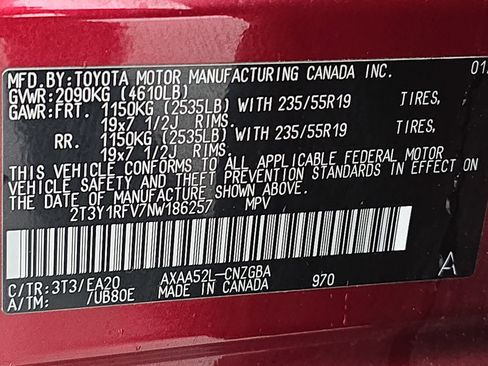 MFD.BY: TOYOTA MOTOR MANUFACTURING CANADA INC. 01
GVWR: 2090KG (4610LB)
GAWR: FRT. 1150KG (2535LB) WITH 235/55R19 TIRES,
19x7 1/2J RIMS.
RR. 1150KG (2535LB) WITH 235/55R19 TIRES,
19x7 1/2J RIMS.
THIS VEHICLE CONFORMS TO ALL APPLICABLE FEDERAL MOTOR
VEHICLE SAFETY AND THEFT PREVENTION STANDARDS IN EFFECT ON
THE DATE OF MANUFACTURE SHOWN ABOVE.
2T3Y1RFV7NW186257 MPV
C/TR: 3T3/EA20 AXAA52L-CNZGBA
A/TM: /UB80E MADE IN CANADA 970 A